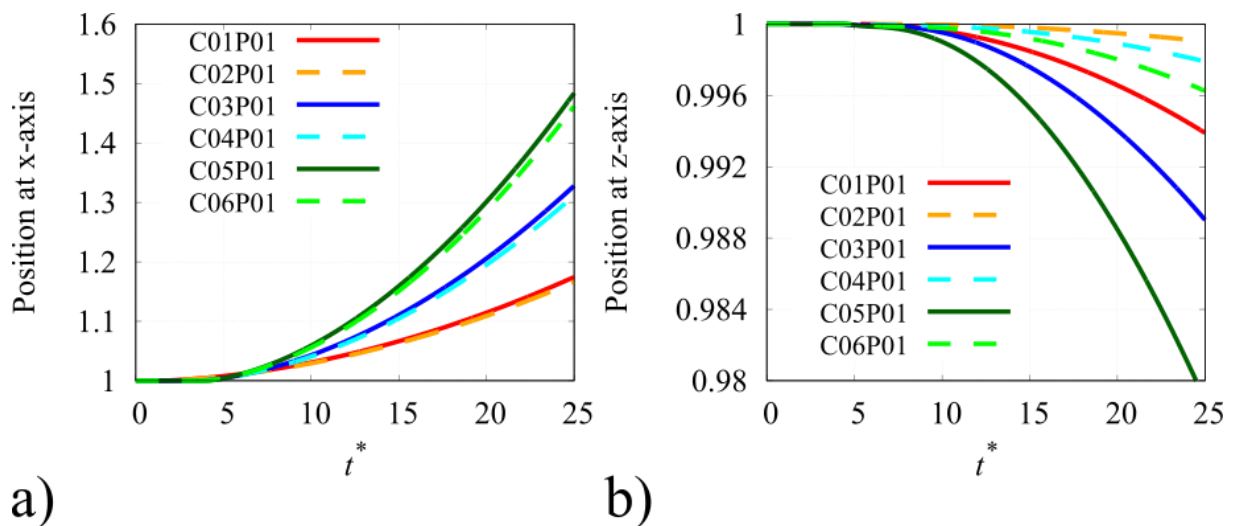 1.6
1.5
1.4
1.3
1.2
1.1
1
Position at x-axis
C01P01
C02P01
C03P01
C04P01
C05P01
C06P01
0 5 10 15 20 25
t*
a)
1
0.996
0.992
0.988
0.984
0.98
Position at z-axis
C01P01
C02P01
C03P01
C04P01
C05P01
C06P01
0 5 10 15 20 25
t*
b)